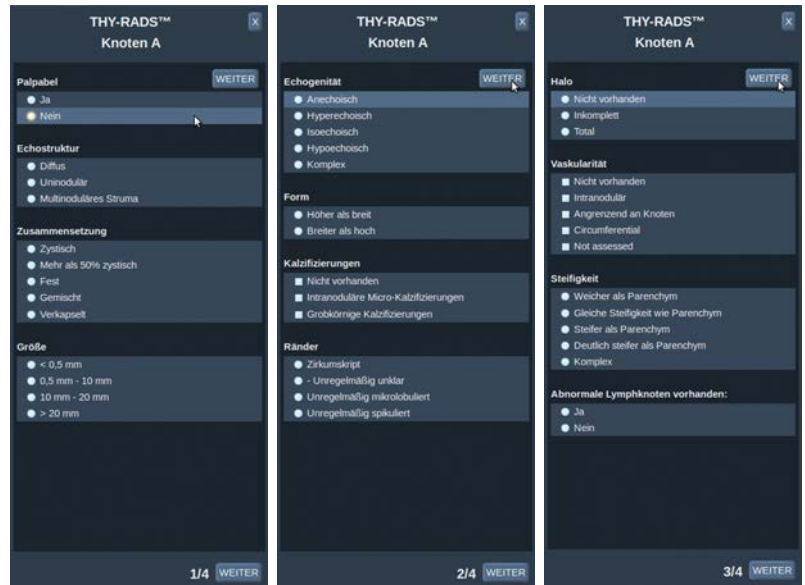 THY-RADS™
X
Knoten A
Palpabel
WEITER
Ja
Nein
Echostruktur
Diffus
Uninodulär
Multinoduläres Struma
Zusammensetzung
Zystisch
Mehr als 50% zystisch
Fest
Gemischt
Verkapselt
Größe
< 0,5 mm
0,5 mm - 10 mm
10 mm - 20 mm
> 20 mm
1/4 WEITER
THY-RADS™
X
Knoten A
Echogenität
WEITER
Anechoisch
Hyperechoisch
Isoechoisch
Hypoechoisch
Komplex
Form
Höher als breit
Breiter als hoch
Kalzifizierungen
Nicht vorhanden
Intranoduläre Micro-Kalzifizierungen
Grobkörnige Kalzifizierungen
Ränder
Zirkumskript
- Unregelmäßig unklar
Unregelmäßig mikrolobuliert
Unregelmäßig spikuliert
2/4 WEITER
THY-RADS™
X
Knoten A
Halo
WEITER
Nicht vorhanden
Inkomplett
Total
Vaskularität
Nicht vorhanden
Intranodulär
Angrenzend an Knoten
Circumferential
Not assessed
Steifigkeit
Weicher als Parenchym
Gleiche Steifigkeit wie Parenchym
Steifer als Parenchym
Deutlich steifer als Parenchym
Komplex
Abnormale Lymphknoten vorhanden:
Ja
Nein
3/4 WEITER